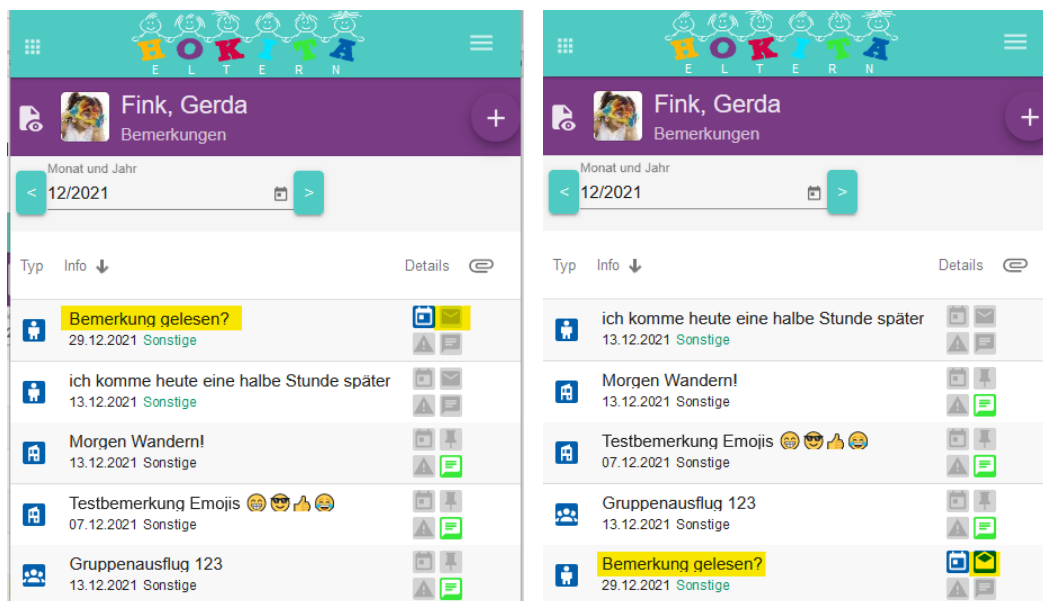 HOKITA
ELTERN
Fink, Gerda
Bemerkungen
+
Monat und Jahr
< 12/2021 >
Typ Info Details
Bemerkung gelesen?
29.12.2021 Sonstige
ich komme heute eine halbe Stunde später
13.12.2021 Sonstige
Morgen Wandern!
13.12.2021 Sonstige
Testbemerkung Emojis 😁😎👍😂
07.12.2021 Sonstige
Gruppenausflug 123
13.12.2021 Sonstige
HOKITA
ELTERN
Fink, Gerda
Bemerkungen
+
Monat und Jahr
< 12/2021 >
Typ Info Details
ich komme heute eine halbe Stunde später
13.12.2021 Sonstige
Morgen Wandern!
13.12.2021 Sonstige
Testbemerkung Emojis 😁😎👍😂
07.12.2021 Sonstige
Gruppenausflug 123
13.12.2021 Sonstige
Bemerkung gelesen?
29.12.2021 Sonstige